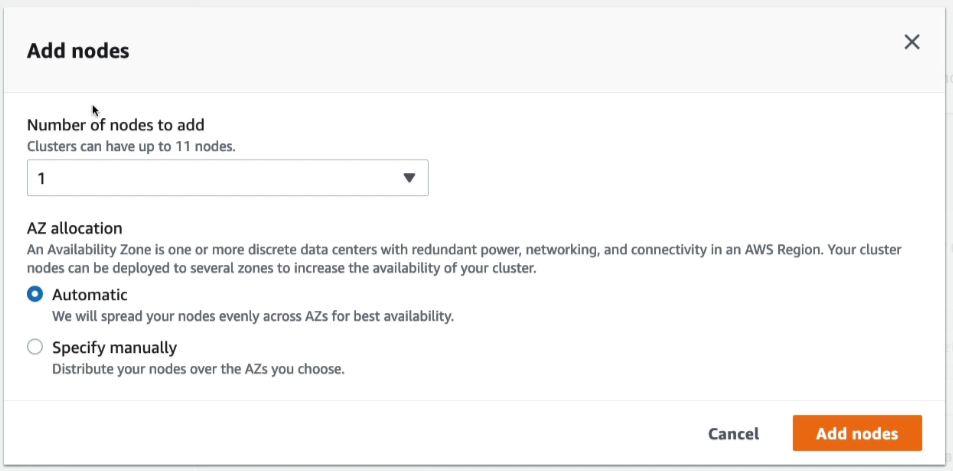 Add nodes
Number of nodes to add
Clusters can have up to 11 nodes.
1
AZ allocation
An Availability Zone is one or more discrete data centers with redundant power, networking, and connectivity in an AWS Region. Your cluster
nodes can be deployed to several zones to increase the availability of your cluster.
Automatic
We will spread your nodes evenly across AZs for best availability.
Specify manually
Distribute your nodes over the AZs you choose.
Cancel Add nodes